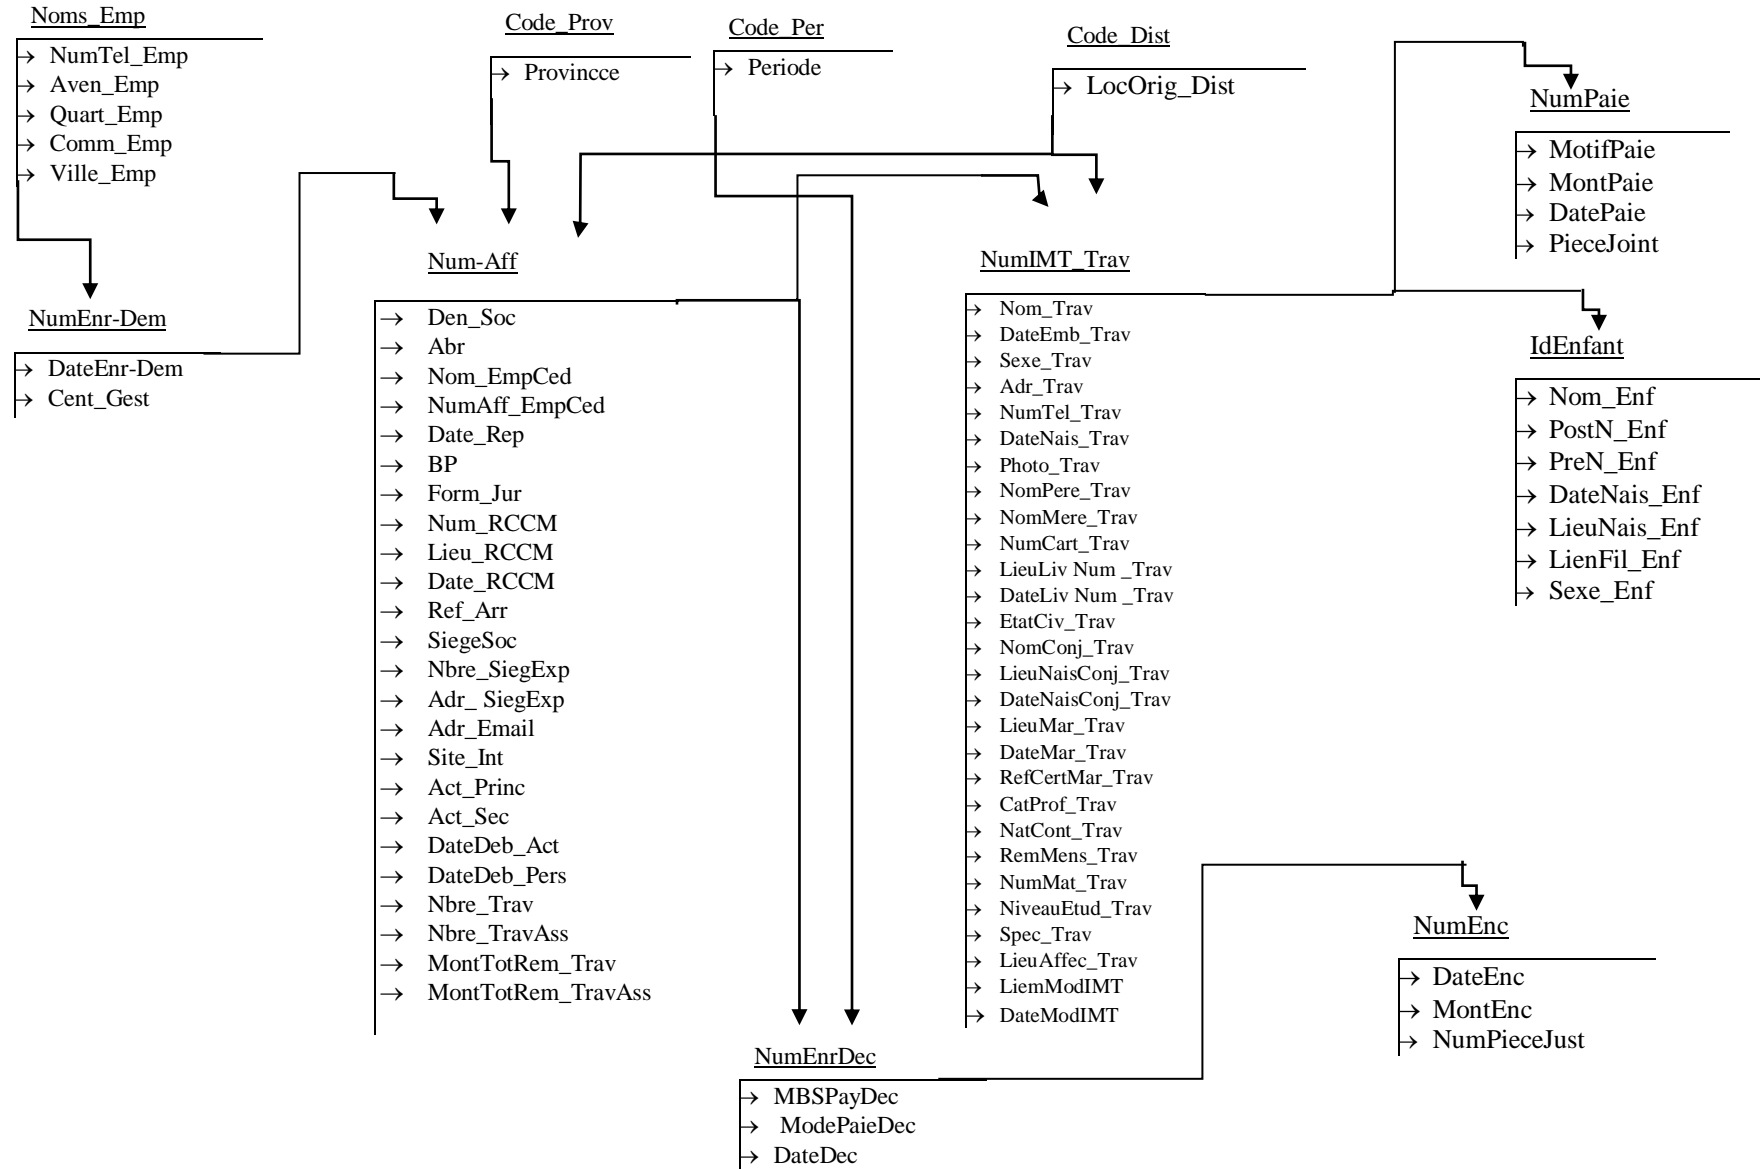 Noms_Emp
→ NumTel_Emp
→ Aven_Emp
→ Quart_Emp
→ Comm_Emp
→ Ville_Emp
Code_Prov
→ Provincce
Code_Per
→ Periode
Code_Dist
→ LocOrig_Dist
NumPaie
→ MotifPaie
→ MontPaie
→ DatePaie
→ PieceJoint
NumEnr-Dem
→ DateEnr-Dem
→ Cent_Gest
Num-Aff
→ Den_Soc
→ Abr
→ Nom_EmpCed
→ NumAff_EmpCed
→ Date_Rep
→ BP
→ Form_Jur
→ Num_RCCM
→ Lieu_RCCM
→ Date_RCCM
→ Ref_Arr
→ SiegeSoc
→ Nbre_SiegExp
→ Adr_ SiegExp
→ Adr_Email
→ Site_Int
→ Act_Princ
→ Act_Sec
→ DateDeb_Act
→ DateDeb_Pers
→ Nbre_Trav
→ Nbre_TravAss
→ MontTotRem_Trav
→ MontTotRem_TravAss
NumIMT_Trav
→ Nom_Trav
→ DateEmb_Trav
→ Sexe_Trav
→ Adr_Trav
→ NumTel_Trav
→ DateNais_Trav
→ Photo_Trav
→ NomPere_Trav
→ NomMere_Trav
→ NumCart_Trav
→ LieuLiv Num _Trav
→ DateLiv Num _Trav
→ EtatCiv_Trav
→ NomConj_Trav
→ LieuNaisConj_Trav
→ DateNaisConj_Trav
→ LieuMar_Trav
→ DateMar_Trav
→ RefCertMar_Trav
→ CatProf_Trav
→ NatCont_Trav
→ RemMens_Trav
→ NumMat_Trav
→ NiveauEtud_Trav
→ Spec_Trav
→ LieuAffec_Trav
→ LiemModIMT
→ DateModIMT
IdEnfant
→ Nom_Enf
→ PostN_Enf
→ PreN_Enf
→ DateNais_Enf
→ LieuNais_Enf
→ LienFil_Enf
→ Sexe_Enf
NumEnc
→ DateEnc
→ MontEnc
→ NumPieceJust
NumEnrDec
→ MBSPayDec
→ ModePaieDec
→ DateDec